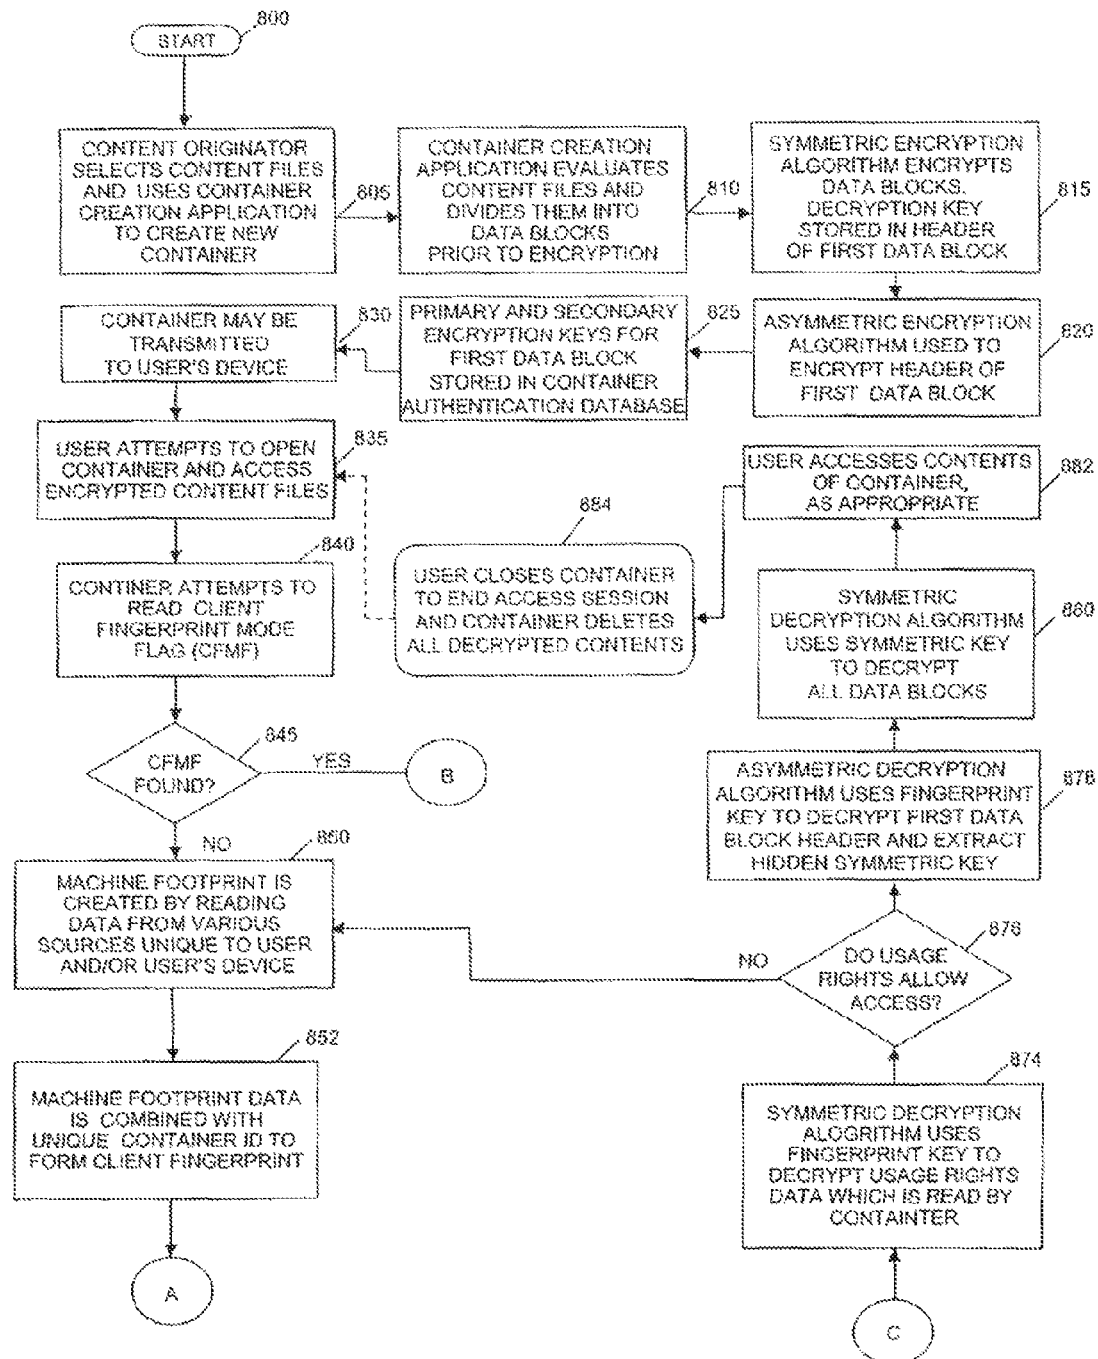 800
START
CONTENT ORIGINATOR
SELECTS CONTENT FILES
AND USES CONTAINER
CREATION APPLICATION
TO CREATE NEW
CONTAINER
805
CONTAINER CREATION
APPLICATION EVALUATES
CONTENT FILES AND
DIVIDES THEM INTO
DATA BLOCKS
PRIOR TO ENCRYPTION
810
SYMMETRIC ENCRYPTION
ALGORITHM ENCRYPTS
DATA BLOCKS.
DECRYPTION KEY
STORED IN HEADER
OF FIRST DATA BLOCK
815
ASYMMETRIC ENCRYPTION
ALGORITHM USED TO
ENCRYPT HEADER OF
FIRST DATA BLOCK
820
PRIMARY AND SECONDARY
ENCRYPTION KEYS FOR
FIRST DATA BLOCK
STORED IN CONTAINER
AUTHENTICATION DATABASE
825
CONTAINER MAY BE
TRANSMITTED
TO USER'S DEVICE
830
USER ATTEMPTS TO OPEN
CONTAINER AND ACCESS
ENCRYPTED CONTENT FILES
835
CONTINER ATTEMPTS TO
READ CLIENT
FINGERPRINT MODE
FLAG (CFMF)
840
CFMF
FOUND?
845
YES
B
NO
MACHINE FOOTPRINT IS
CREATED BY READING
DATA FROM VARIOUS
SOURCES UNIQUE TO USER
AND/OR USER'S DEVICE
850
MACHINE FOOTPRINT DATA
IS COMBINED WITH
UNIQUE CONTAINER ID TO
FORM CLIENT FINGERPRINT
852
A
USER ACCESSES CONTENTS
OF CONTAINER,
AS APPROPRIATE
882
884
USER CLOSES CONTAINER
TO END ACCESS SESSION
AND CONTAINER DELETES
ALL DECRYPTED CONTENTS
SYMMETRIC
DECRYPTION ALGORITHM
USES SYMMETRIC KEY
TO DECRYPT
ALL DATA BLOCKS
880
ASYMMETRIC DECRYPTION
ALGORITHM USES FINGERPRINT
KEY TO DECRYPT FIRST DATA
BLOCK HEADER AND EXTRACT
HIDDEN SYMMETRIC KEY
878
DO USAGE
RIGHTS ALLOW
ACCESS?
876
NO
SYMMETRIC DECRYPTION
ALOGRITHM USES
FINGERPRINT KEY TO
DECRYPT USAGE RIGHTS
DATA WHICH IS READ BY
CONTAINTER
874
C